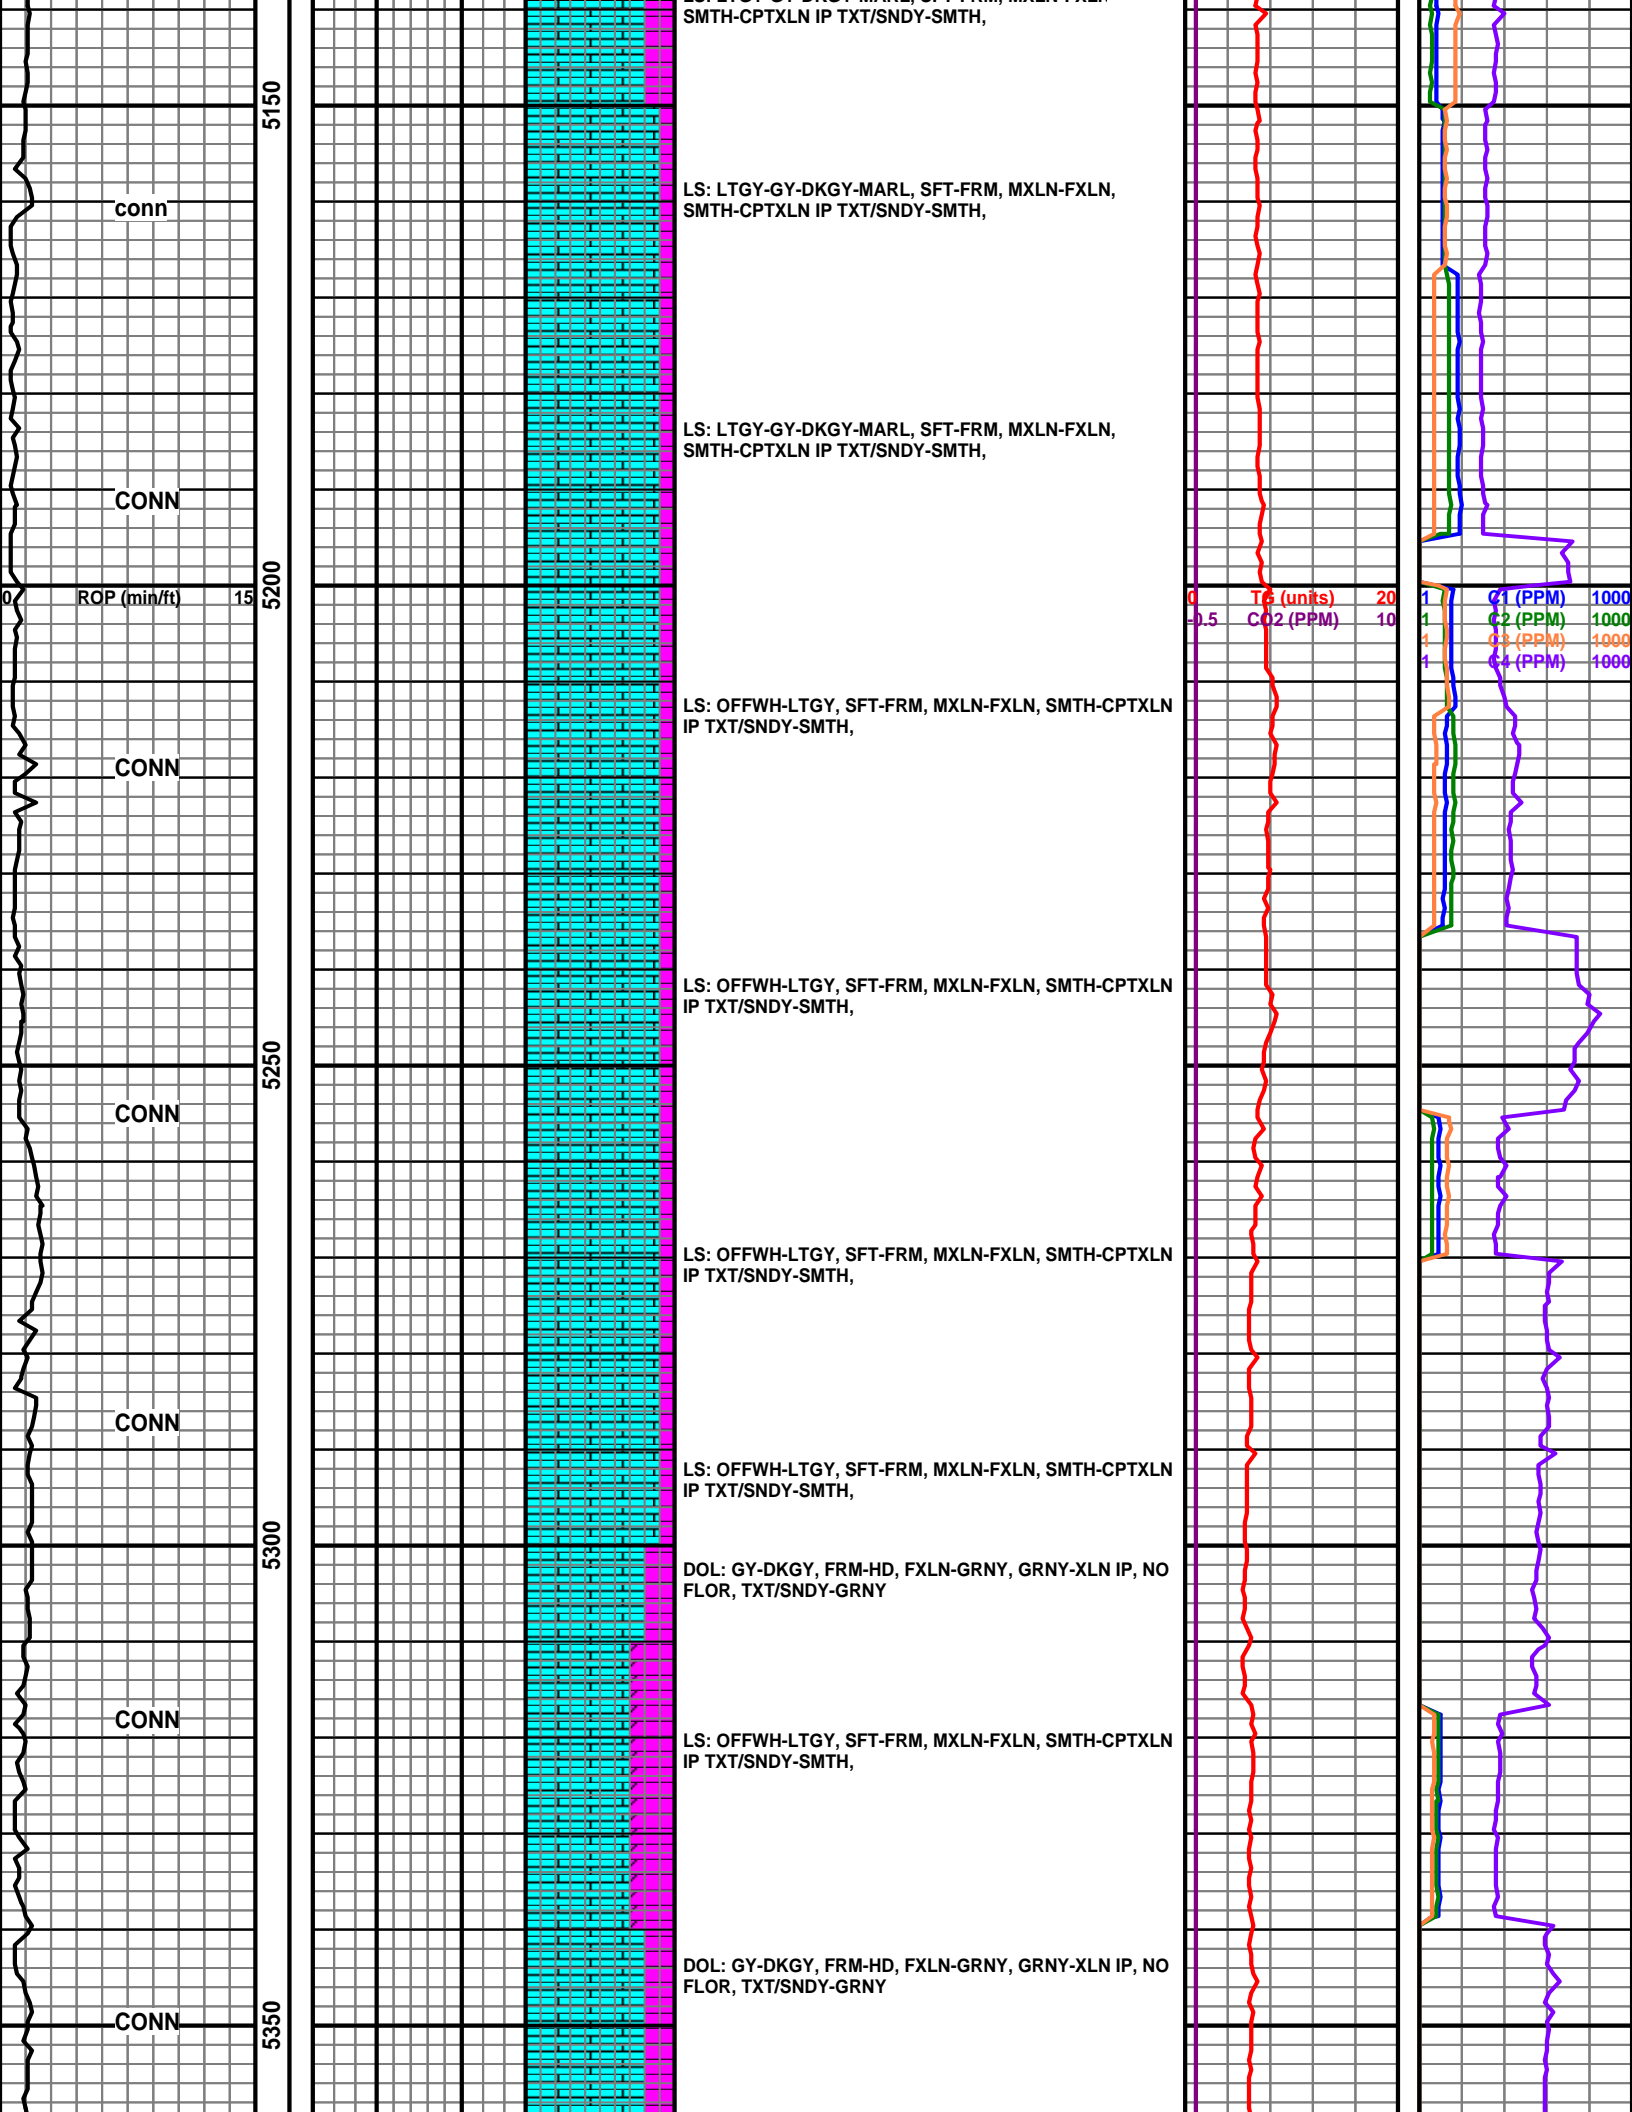 SMTH-CPTXLN IP TXT/SNDY-SMTH,
5150
conn
LS: LTGY-GY-DKGY-MARL, SFT-FRM, MXLN-FXLN,
SMTH-CPTXLN IP TXT/SNDY-SMTH,
LS: LTGY-GY-DKGY-MARL, SFT-FRM, MXLN-FXLN,
SMTH-CPTXLN IP TXT/SNDY-SMTH,
CONN
5200
0 ROP (min/ft) 15
0 TG (units) 20
-0.5 CO2 (PPM) 10
1 C1 (PPM) 1000
1 C2 (PPM) 1000
1 C3 (PPM) 1000
1 C4 (PPM) 1000
LS: OFFWH-LTGY, SFT-FRM, MXLN-FXLN, SMTH-CPTXLN
IP TXT/SNDY-SMTH,
CONN
LS: OFFWH-LTGY, SFT-FRM, MXLN-FXLN, SMTH-CPTXLN
IP TXT/SNDY-SMTH,
5250
CONN
LS: OFFWH-LTGY, SFT-FRM, MXLN-FXLN, SMTH-CPTXLN
IP TXT/SNDY-SMTH,
CONN
LS: OFFWH-LTGY, SFT-FRM, MXLN-FXLN, SMTH-CPTXLN
IP TXT/SNDY-SMTH,
5300
DOL: GY-DKGY, FRM-HD, FXLN-GRNY, GRNY-XLN IP, NO
FLOR, TXT/SNDY-GRNY
CONN
LS: OFFWH-LTGY, SFT-FRM, MXLN-FXLN, SMTH-CPTXLN
IP TXT/SNDY-SMTH,
DOL: GY-DKGY, FRM-HD, FXLN-GRNY, GRNY-XLN IP, NO
FLOR, TXT/SNDY-GRNY
CONN
5350